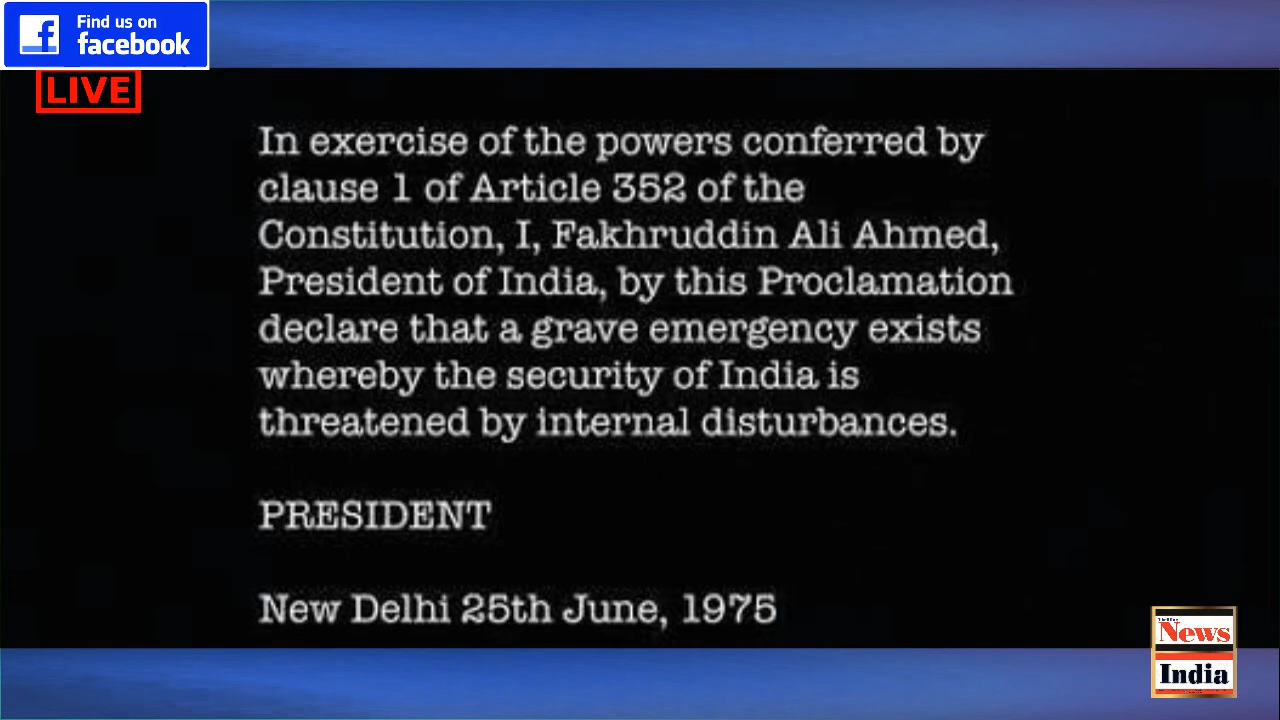 Find us on
facebook
LIVE
In exercise of the powers conferred by
clause 1 of Article 352 of the
Constitution, I, Fakhruddin Ali Ahmed,
President of India, by this Proclamation
declare that a grave emergency exists
whereby the security of India is
threatened by internal disturbances.
PRESIDENT
New Delhi 25th June, 1975
News
India